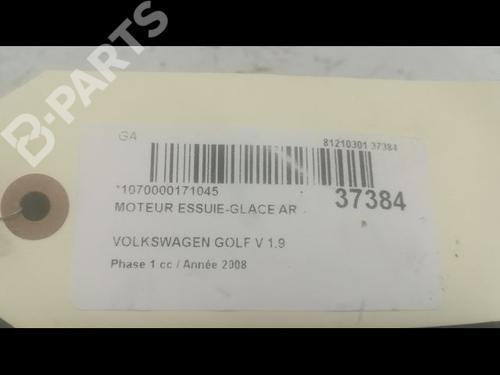 B-PARTS
G4
81210301 37384
*1070000171045
37384
MOTEUR ESSUIE-GLACE AR
VOLKSWAGEN GOLF V 1.9
Phase 1 cc / Année 2008